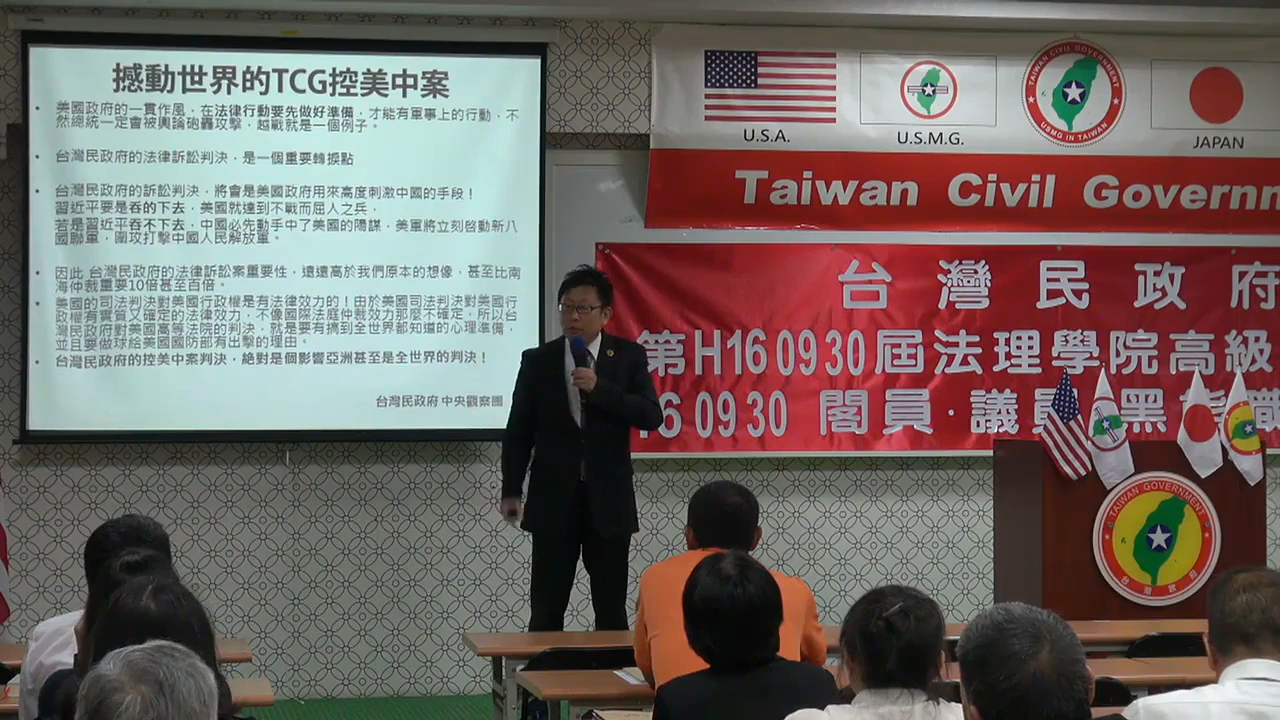 撼動世界的TCG控美中案
• 美國政府的一貫作風，在法律行動要先做好準備，才能有軍事上的行動，不
然總統一定會被輿論砲轟攻擊，越戰就是一個例子。
• 台灣民政府的法律訴訟判決，是一個重要轉捩點
• 台灣民政府的訴訟判決，將會是美國政府用來高度刺激中國的手段！
習近平要是吞的下去，美國就達到不戰而屈人之兵，
若是習近平吞不下去，中國必先動手中了美國的陽謀，美軍將立刻啓動新八
國聯軍，圍攻打擊中國人民解放軍。
• 因此 台灣民政府的法律訴訟案重要性，遠遠高於我們原本的想像，甚至比南
海仲裁重要10倍甚至百倍。
• 美國的司法判決對美國行政權是有法律效力的！由於美國司法判決對美國行
政權有實質又確定的法律效力，不像國際法庭仲裁效力那麼不確定，所以台
灣民政府對美國高等法院的判決，就是要有搞到全世界都知道的心理準備，
並且要做球給美國國防部有出擊的理由。
• 台灣民政府的控美中案判決，絕對是個影響亞洲甚至是全世界的判決！
台灣民政府 中央觀察團
U.S.A.
U.S.M.G.
TAIWAN CIVIL GOVERNMENT
USMG IN TAIWAN
JAPAN
Taiwan Civil Governm
台灣民政府
第H16 09 30屆法理學院高級
16 09 30 閣員·議員
TAIWAN GOVERNMENT
台灣政府